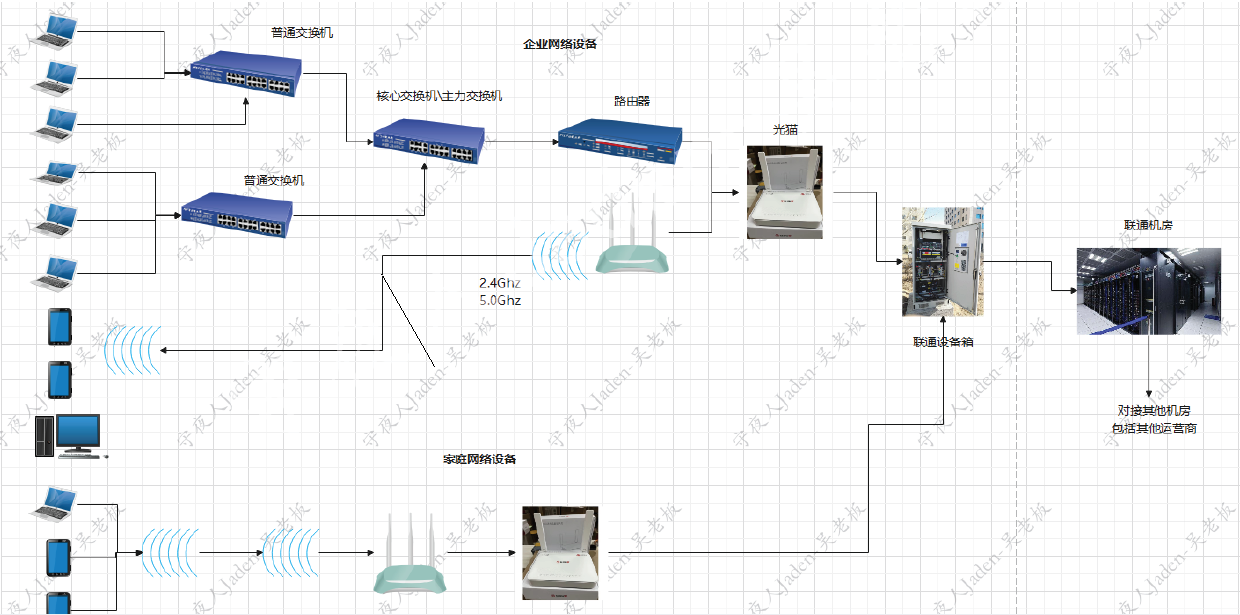 普通交换机
企业网络设备
核心交换机\主力交换机
路由器
光猫
普通交换机
联通机房
2.4Ghz
5.0Ghz
联通设备箱
对接其他机房
包括其他运营商
家庭网络设备
守夜人Jaden-吴老板